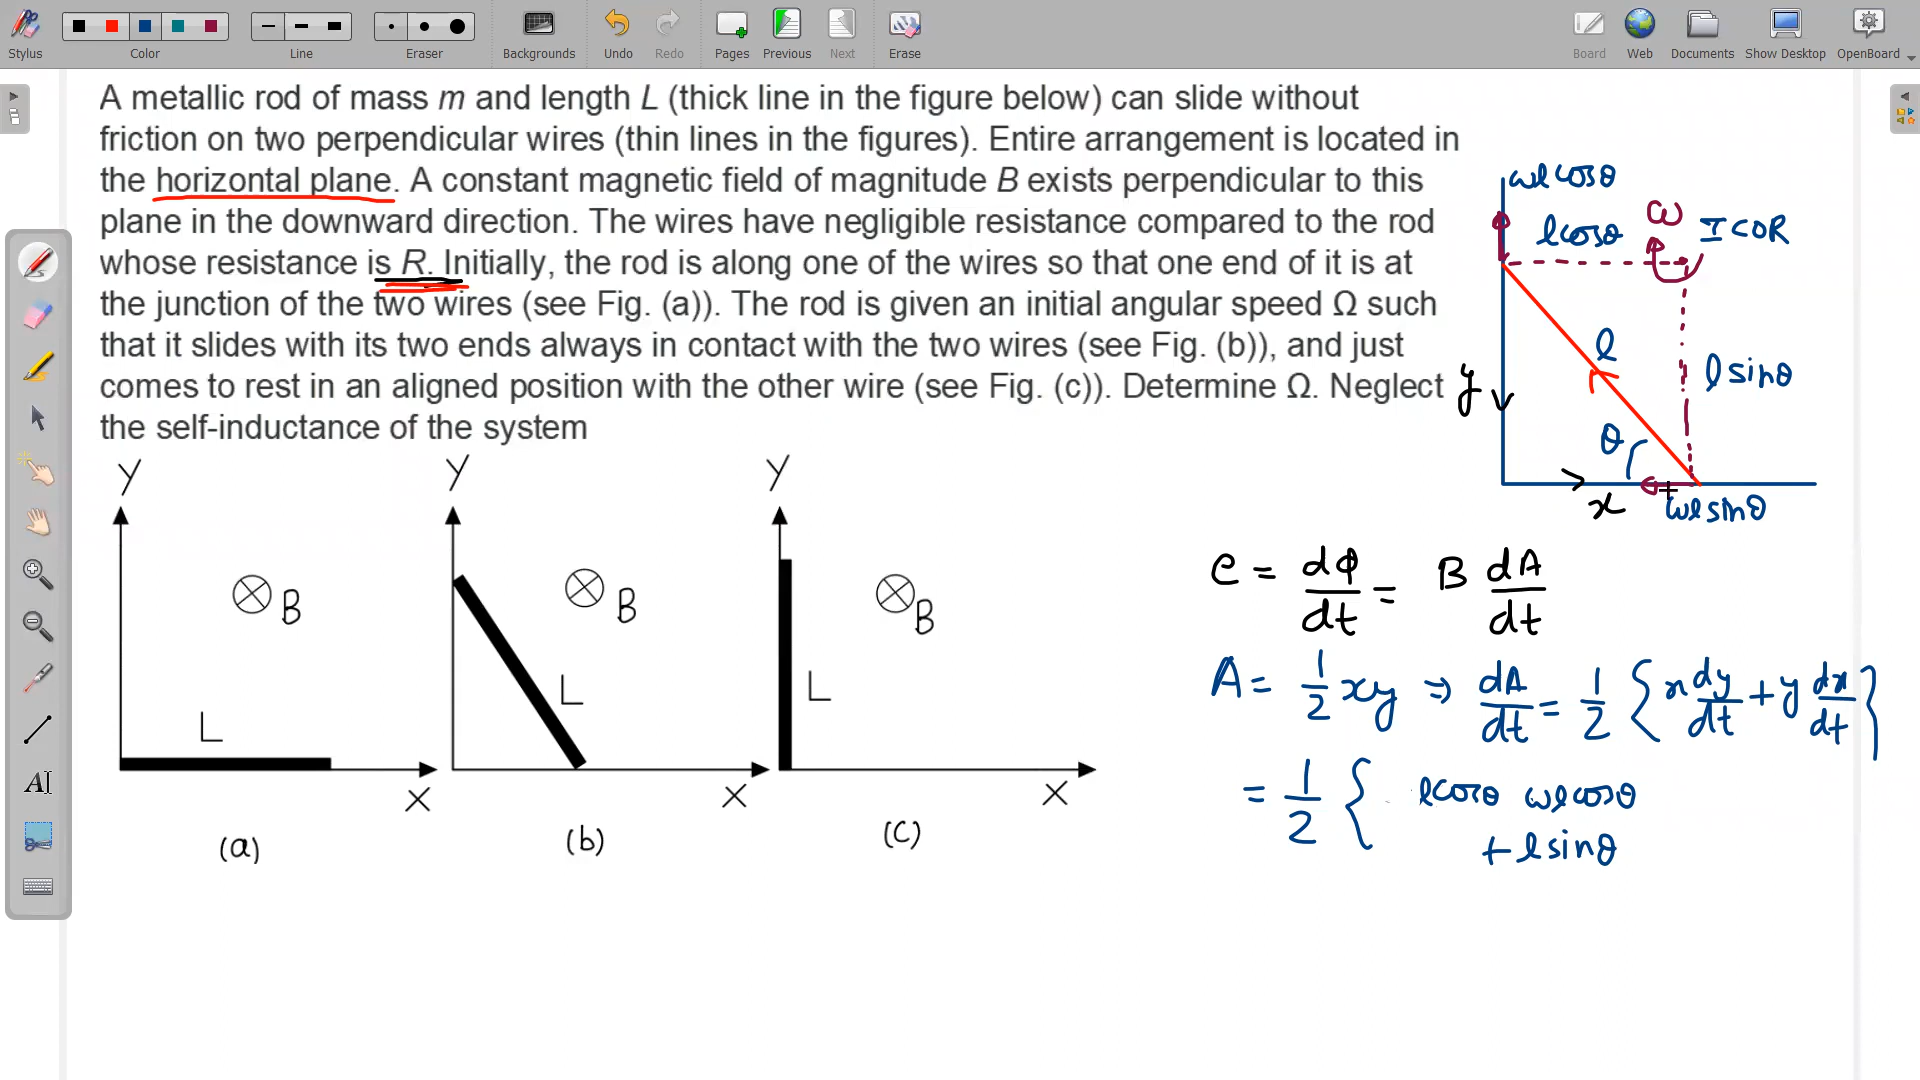 Stylus Color Line Eraser Backgrounds Undo Redo Pages Previous Next Erase Board Web Documents Show Desktop OpenBoard
A metallic rod of mass m and length L (thick line in the figure below) can slide without
friction on two perpendicular wires (thin lines in the figures). Entire arrangement is located in
the horizontal plane. A constant magnetic field of magnitude B exists perpendicular to this
plane in the downward direction. The wires have negligible resistance compared to the rod
whose resistance is R. Initially, the rod is along one of the wires so that one end of it is at
the junction of the two wires (see Fig. (a)). The rod is given an initial angular speed Ω such
that it slides with its two ends always in contact with the two wires (see Fig. (b)), and just
comes to rest in an aligned position with the other wire (see Fig. (c)). Determine Ω. Neglect
the self-inductance of the system
Y Y Y
B B B
L L L
X X X
(a) (b) (c)
ωl cosθ
l cosθ ω ICOR
l
l sinθ
y
θ
x ωl sinθ
e = dφ/dt = B dA/dt
A = 1/2 xy ⇒ dA/dt = 1/2 { x dy/dt + y dx/dt }
= 1/2 { l cosθ ωl cosθ
+ l sinθ
AI